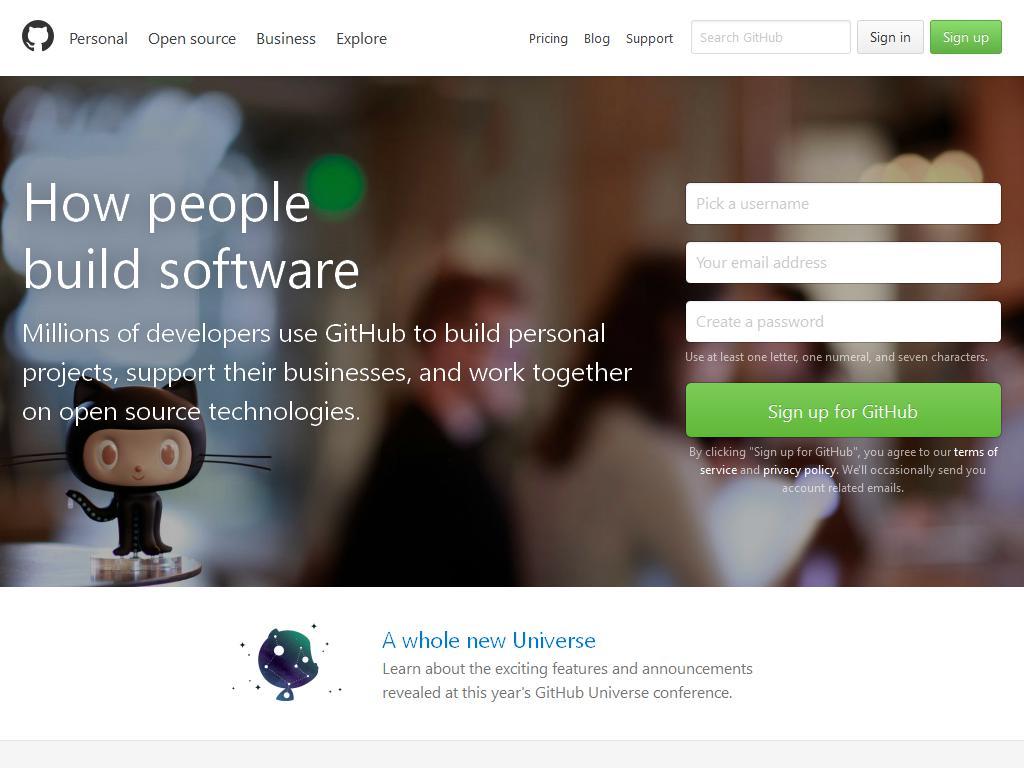 Personal Open source Business Explore Pricing Blog Support Search GitHub Sign in Sign up
How people
build software
Millions of developers use GitHub to build personal
projects, support their businesses, and work together
on open source technologies.
Pick a username
Your email address
Create a password
Use at least one letter, one numeral, and seven characters.
Sign up for GitHub
By clicking "Sign up for GitHub", you agree to our terms of
service and privacy policy. We'll occasionally send you
account related emails.
A whole new Universe
Learn about the exciting features and announcements
revealed at this year's GitHub Universe conference.